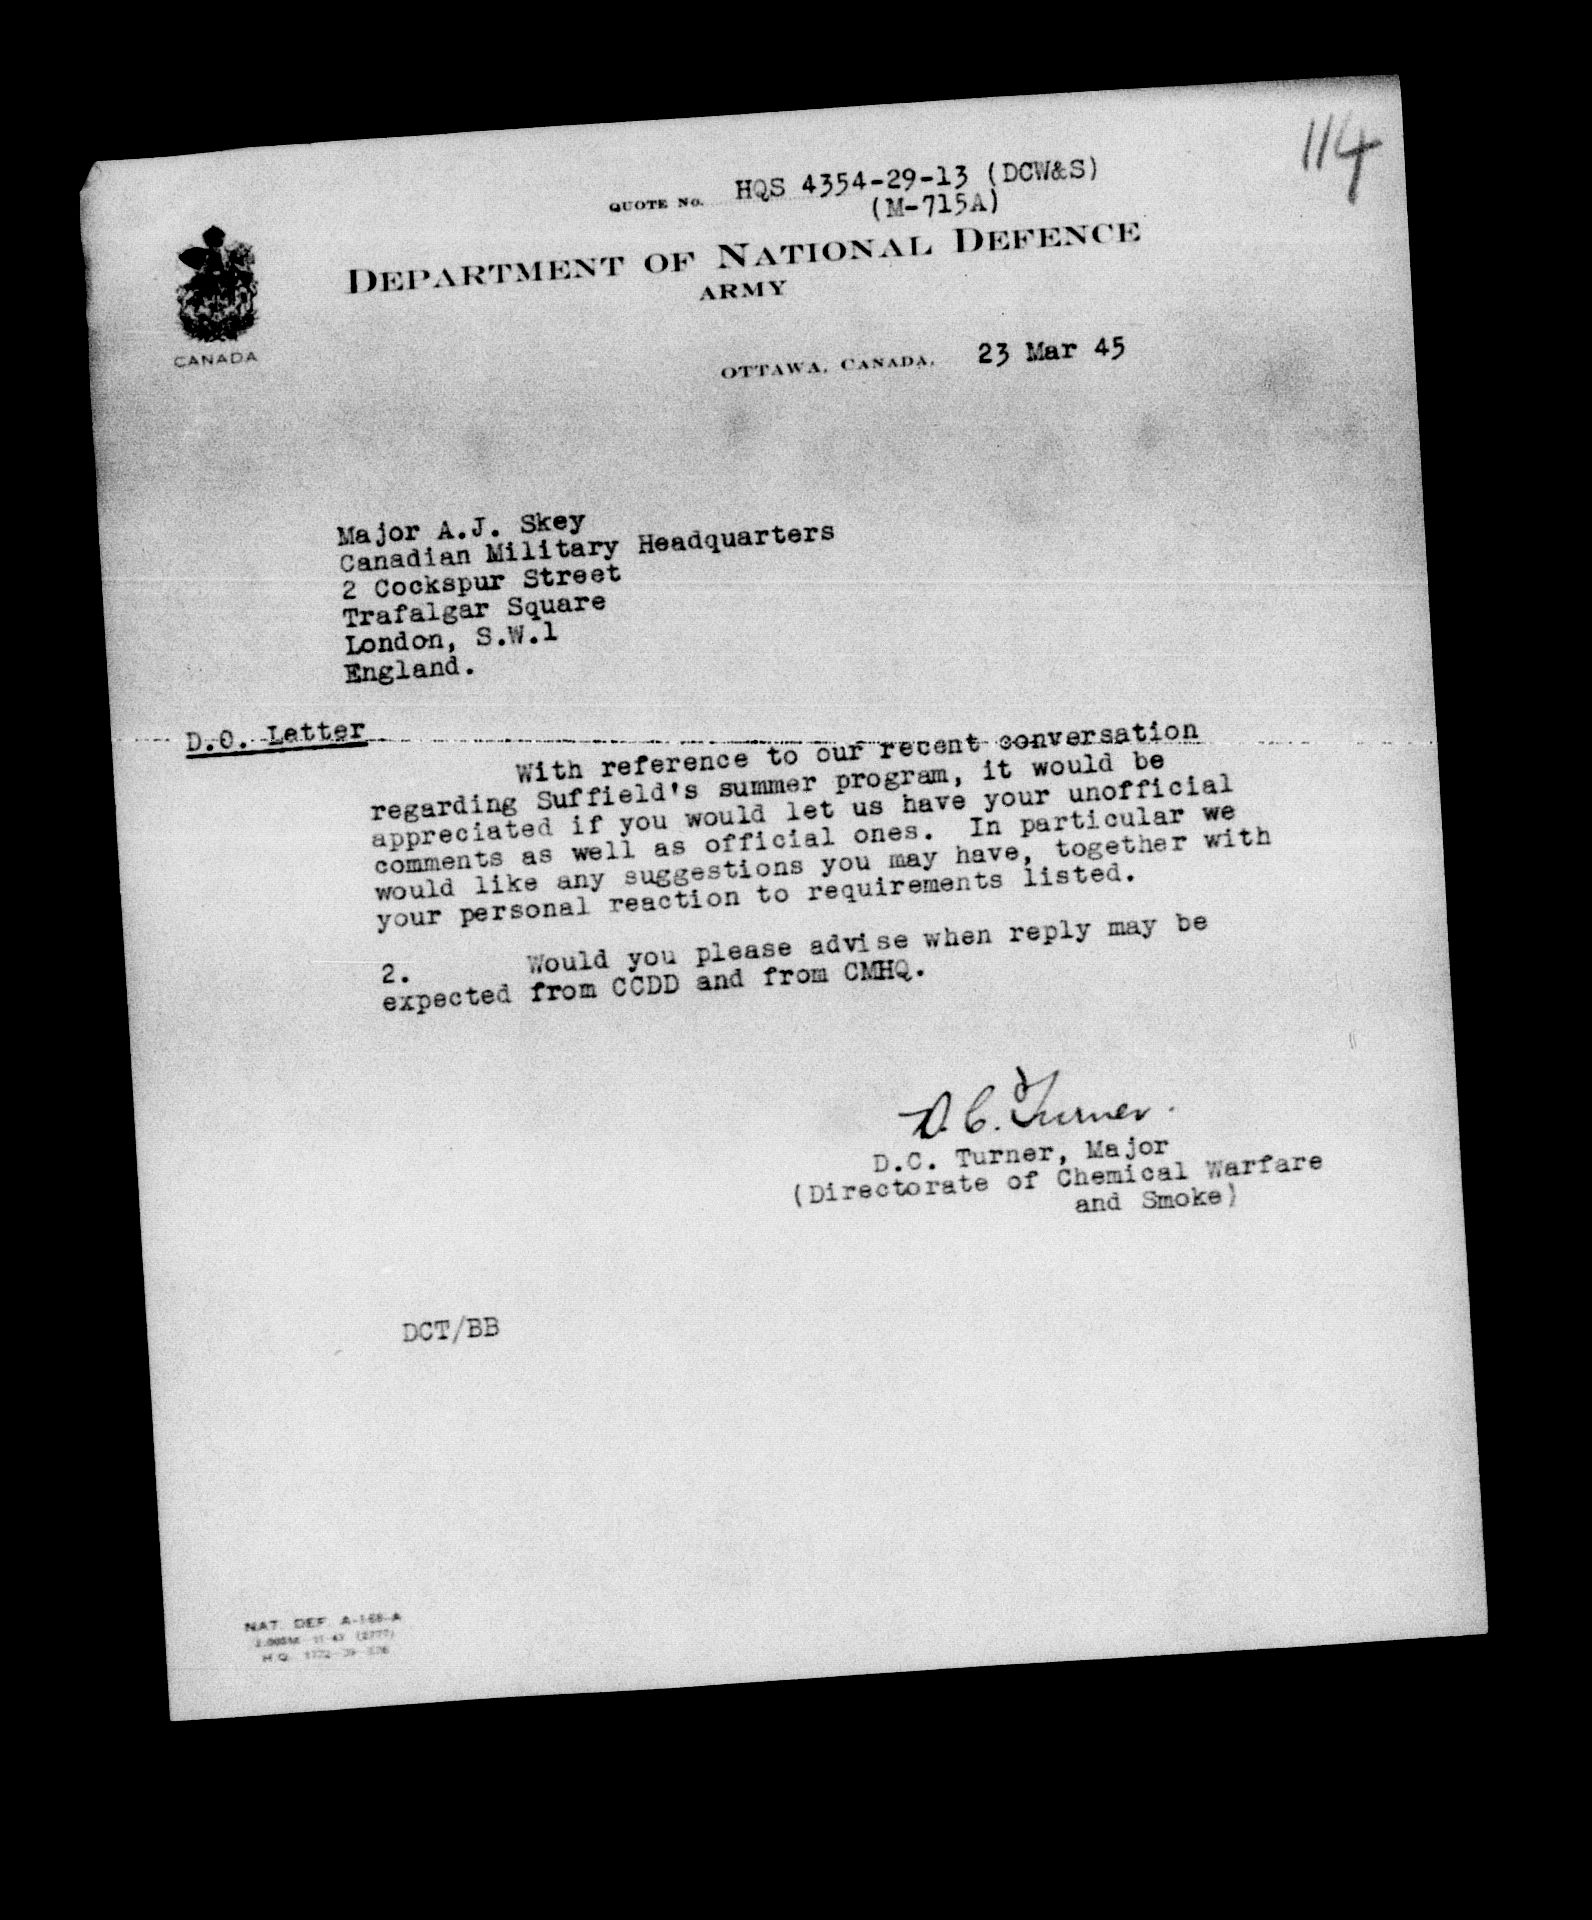 114
QUOTE No. HQS 4354-29-13 (DCW&S)
(M-715A)
DEPARTMENT OF NATIONAL DEFENCE
ARMY
CANADA
OTTAWA, CANADA, 23 Mar 45
Major A.J. Skey
Canadian Military Headquarters
2 Cockspur Street
Trafalgar Square
London, S.W.1
England.
D.O. Letter
With reference to our recent conversation
regarding Suffield's summer program, it would be
appreciated if you would let us have your unofficial
comments as well as official ones. In particular we
would like any suggestions you may have, together with
your personal reaction to requirements listed.
2. Would you please advise when reply may be
expected from CCDD and from CMHQ.
D.C. Turner.
D.C. Turner, Major
(Directorate of Chemical Warfare
and Smoke)
DCT/BB
NAT. DEF. A-168-A
H.Q.